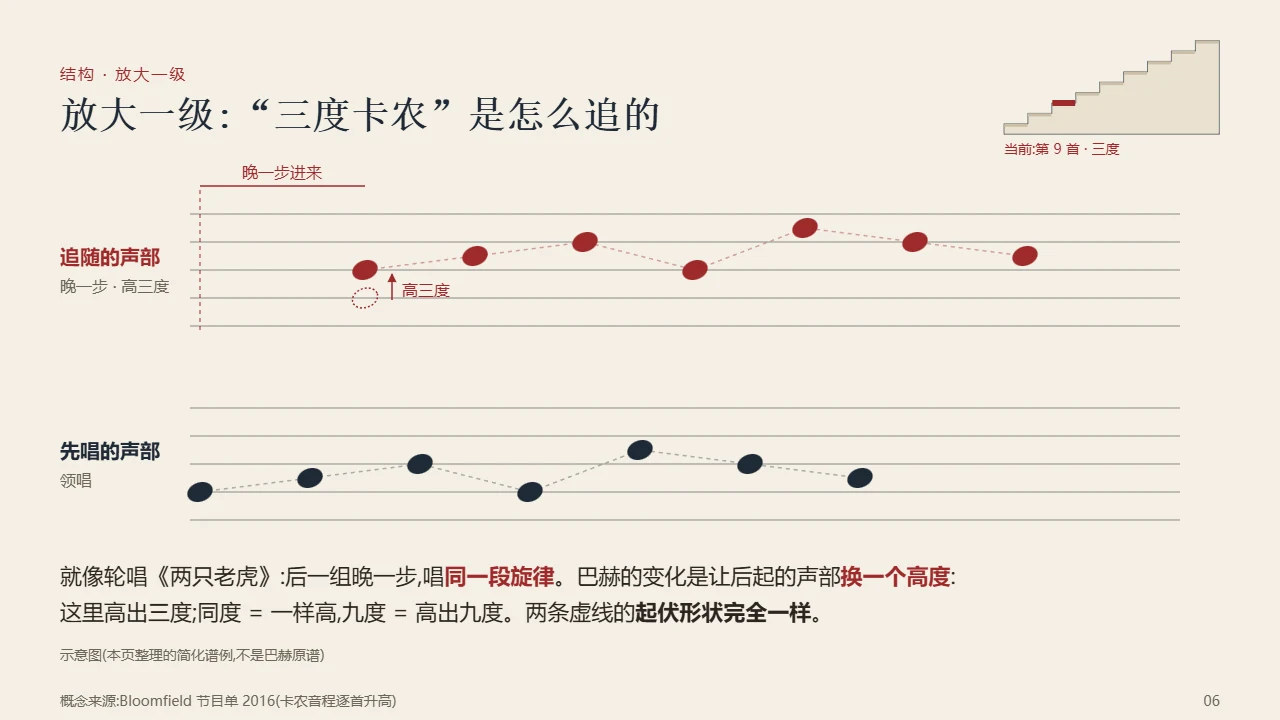 结构 · 放大一级
放大一级:“三度卡农”是怎么追的
当前:第 9 首 · 三度
晚一步进来
追随的声部
晚一步 · 高三度
高三度
先唱的声部
领唱
就像轮唱《两只老虎》:后一组晚一步,唱同一段旋律。巴赫的变化是让后起的声部换一个高度:
这里高出三度;同度 = 一样高,九度 = 高出九度。两条虚线的起伏形状完全一样。
示意图(本页整理的简化谱例,不是巴赫原谱)
概念来源:Bloomfield 节目单 2016(卡农音程逐首升高)
06